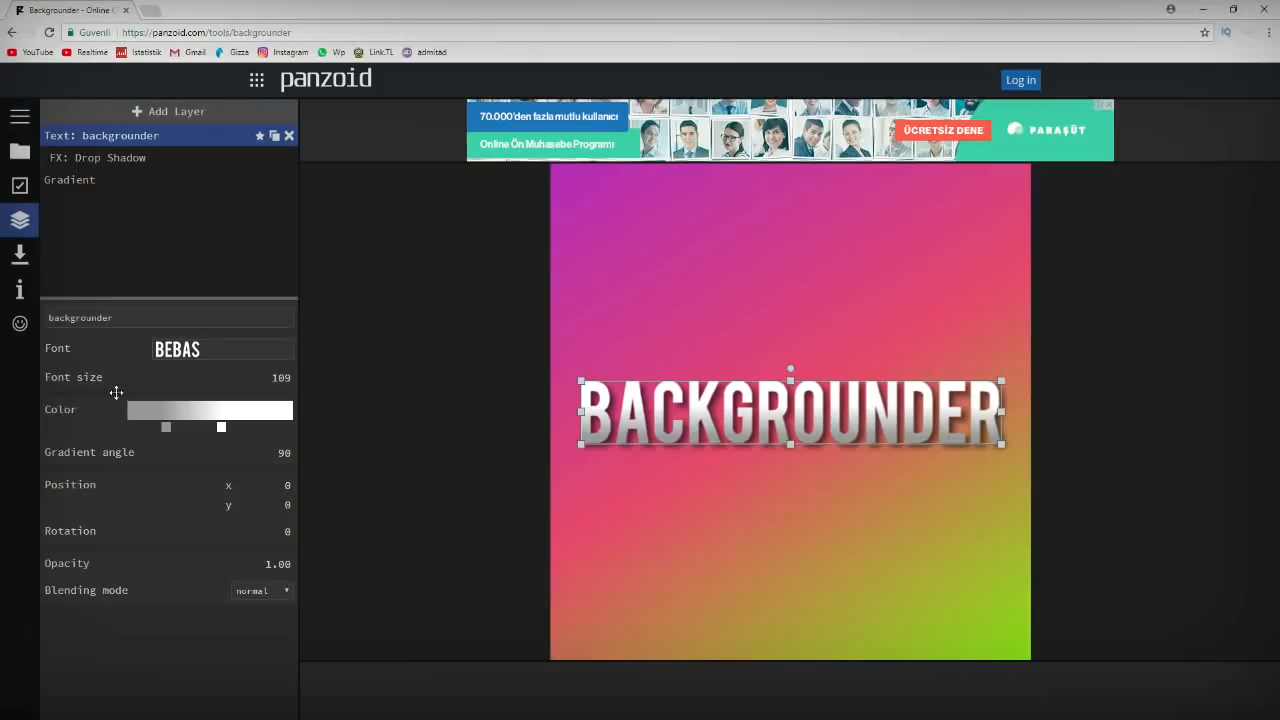 Backgrounder - Online
Güvenli
https://panzoid.com/tools/backgrounder
YouTube
Realtime
İstatistik
Gmail
Gizza
Instagram
Wp
Link.TL
admitad
panzoid
Log in
Add Layer
Text: backgrounder
FX: Drop Shadow
Gradient
70.000'den fazla mutlu kullanıcı
Online Ön Muhasebe Programı
ÜCRETSİZ DENE
PARAŞÜT
backgrounder
Font
BEBAS
Font size
109
Color
Gradient angle
90
Position
x
0
y
0
Rotation
0
Opacity
1.00
Blending mode
normal
BACKGROUNDER